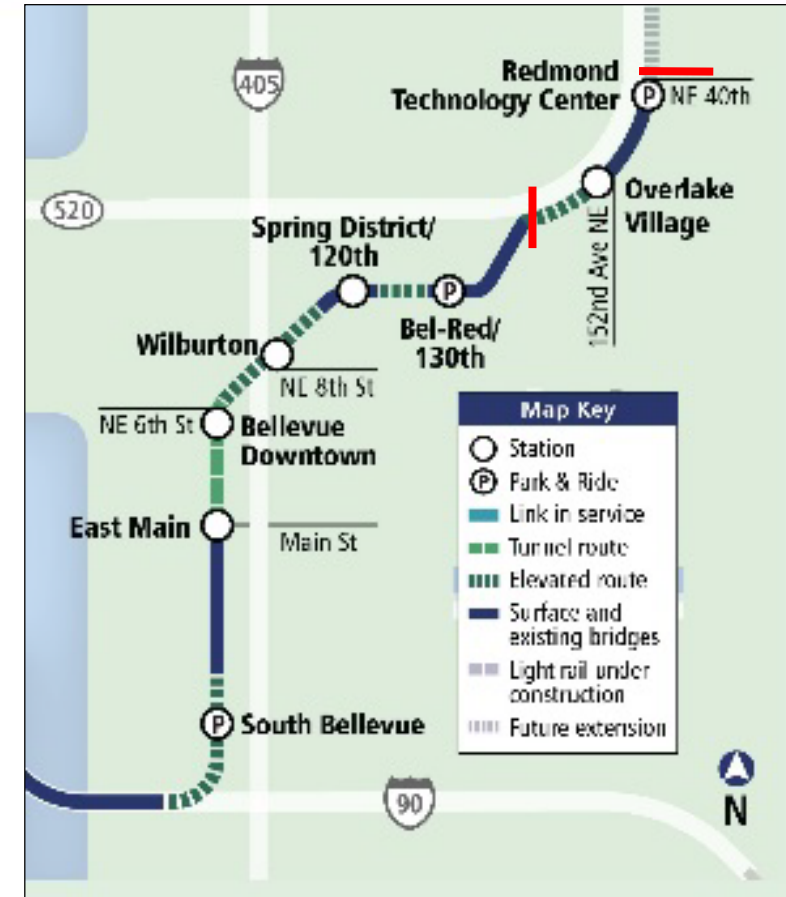 405
Redmond
Technology Center
P
NE 40th
520
Overlake
Village
152nd Ave NE
Spring District/
120th
P
Bel-Red/
130th
Wilburton
NE 8th St
NE 6th St
Bellevue
Downtown
East Main
Main St
P
South Bellevue
90
Map Key
Station
P
Park & Ride
Link in service
Tunnel route
Elevated route
Surface and
existing bridges
Light rail under
construction
Future extension
N